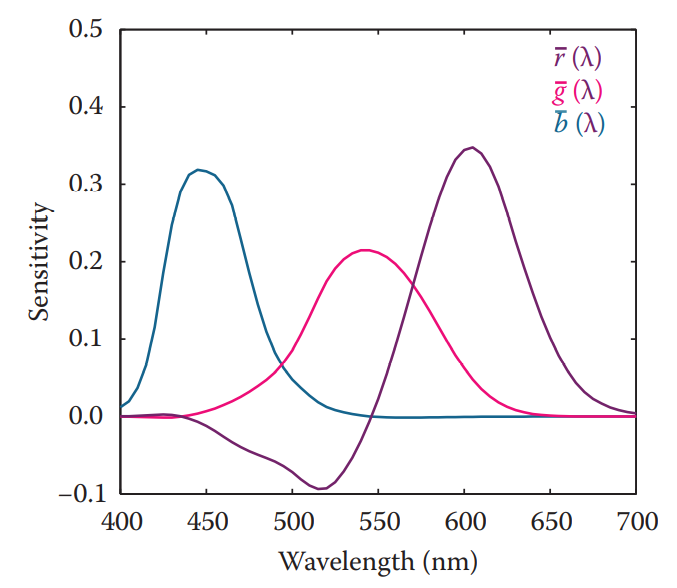 0.5
0.4
0.3
0.2
0.1
0.0
−0.1
Sensitivity
r̅ (λ)
g̅ (λ)
b̅ (λ)
400 450 500 550 600 650 700
Wavelength (nm)